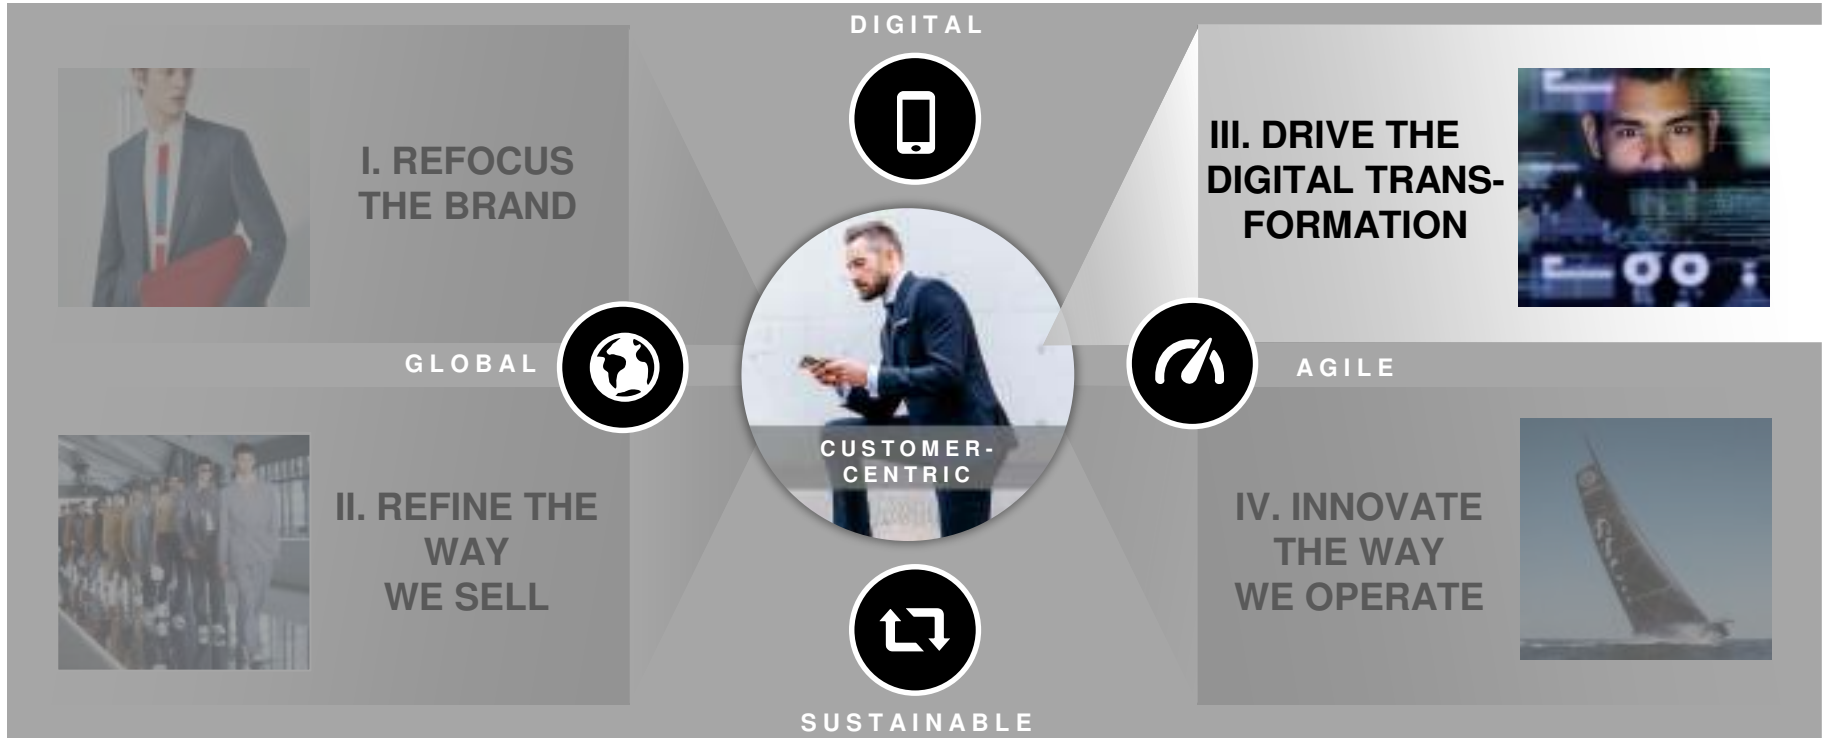 DIGITAL
I. REFOCUS
THE BRAND
III. DRIVE THE
DIGITAL TRANS-
FORMATION
GLOBAL
AGILE
CUSTOMER-
CENTRIC
II. REFINE THE
WAY
WE SELL
IV. INNOVATE
THE WAY
WE OPERATE
SUSTAINABLE